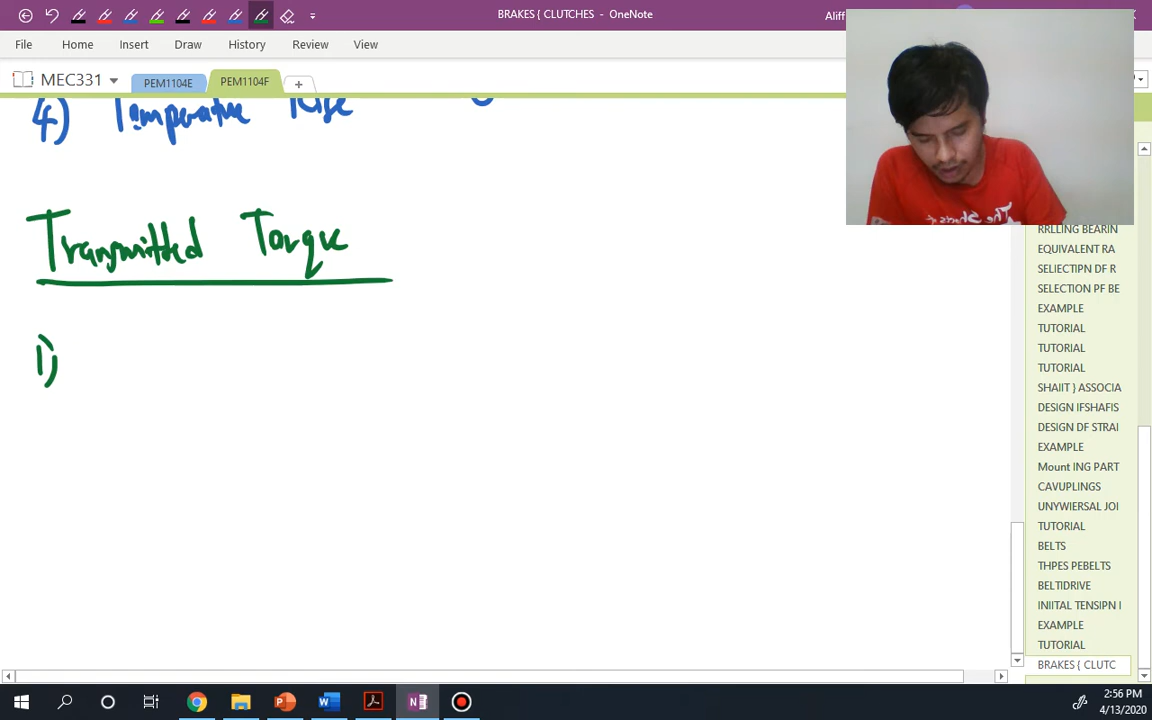 BRAKES { CLUTCHES - OneNote
Aliff
File Home Insert Draw History Review View
MEC331 PEM1104E PEM1104F
4) Temperature Rise
Transmitted Torque
1)
The
RRLLING BEARIN
EQUIVALENT RA
SELIECTIPN DF R
SELECTION PF BE
EXAMPLE
TUTORIAL
TUTORIAL
TUTORIAL
SHAIIT } ASSOCIA
DESIGN IFSHAFIS
DESIGN DF STRAI
EXAMPLE
Mount ING PART
CAVUPLINGS
UNYWIERSAL JOI
TUTORIAL
BELTS
THPES PEBELTS
BELTIDRIVE
INIITAL TENSIPN I
EXAMPLE
TUTORIAL
BRAKES { CLUTC
2:56 PM
4/13/2020